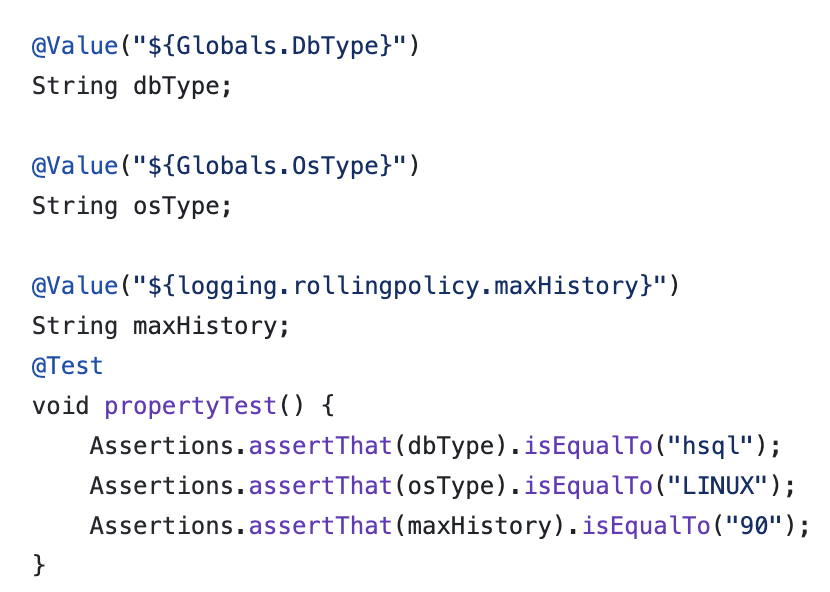 @Value("${Globals.DbType}")
String dbType;

@Value("${Globals.OsType}")
String osType;

@Value("${logging.rollingpolicy.maxHistory}")
String maxHistory;
@Test
void propertyTest() {
    Assertions.assertThat(dbType).isEqualTo("hsql");
    Assertions.assertThat(osType).isEqualTo("LINUX");
    Assertions.assertThat(maxHistory).isEqualTo("90");
}